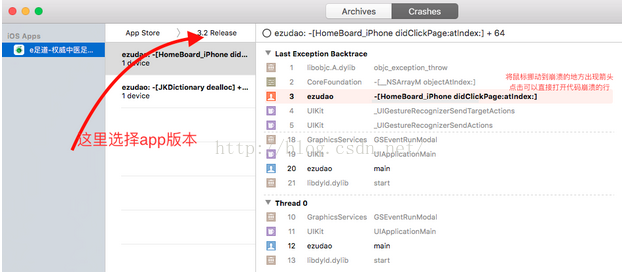 Archives
Crashes
iOS Apps
e足道-权威中医足...
App Store
3.2 Release
ezudao: -[HomeBoard_iPhone did...
1 device
ezudao: -[JKDictionary dealloc] +...
1 device
ezudao: -[HomeBoard_iPhone didClickPage:atIndex:] + 64
Last Exception Backtrace
1 libobjc.A.dylib objc_exception_throw
2 CoreFoundation -[__NSArrayM objectAtIndex:]
3 ezudao -[HomeBoard_iPhone didClickPage:atIndex:]
4 UIKit _UIGestureRecognizerSendTargetActions
5 UIKit _UIGestureRecognizerSendActions
18 GraphicsServices GSEventRunModal
19 UIKit UIApplicationMain
20 ezudao main
21 libdyld.dylib start
Thread 0
10 GraphicsServices GSEventRunModal
11 UIKit UIApplicationMain
12 ezudao main
13 libdyld.dylib start
将鼠标挪动到崩溃的地方出现箭头
点击可以直接打开代码崩溃的行
这里选择app版本
http://blog.csdn.net/